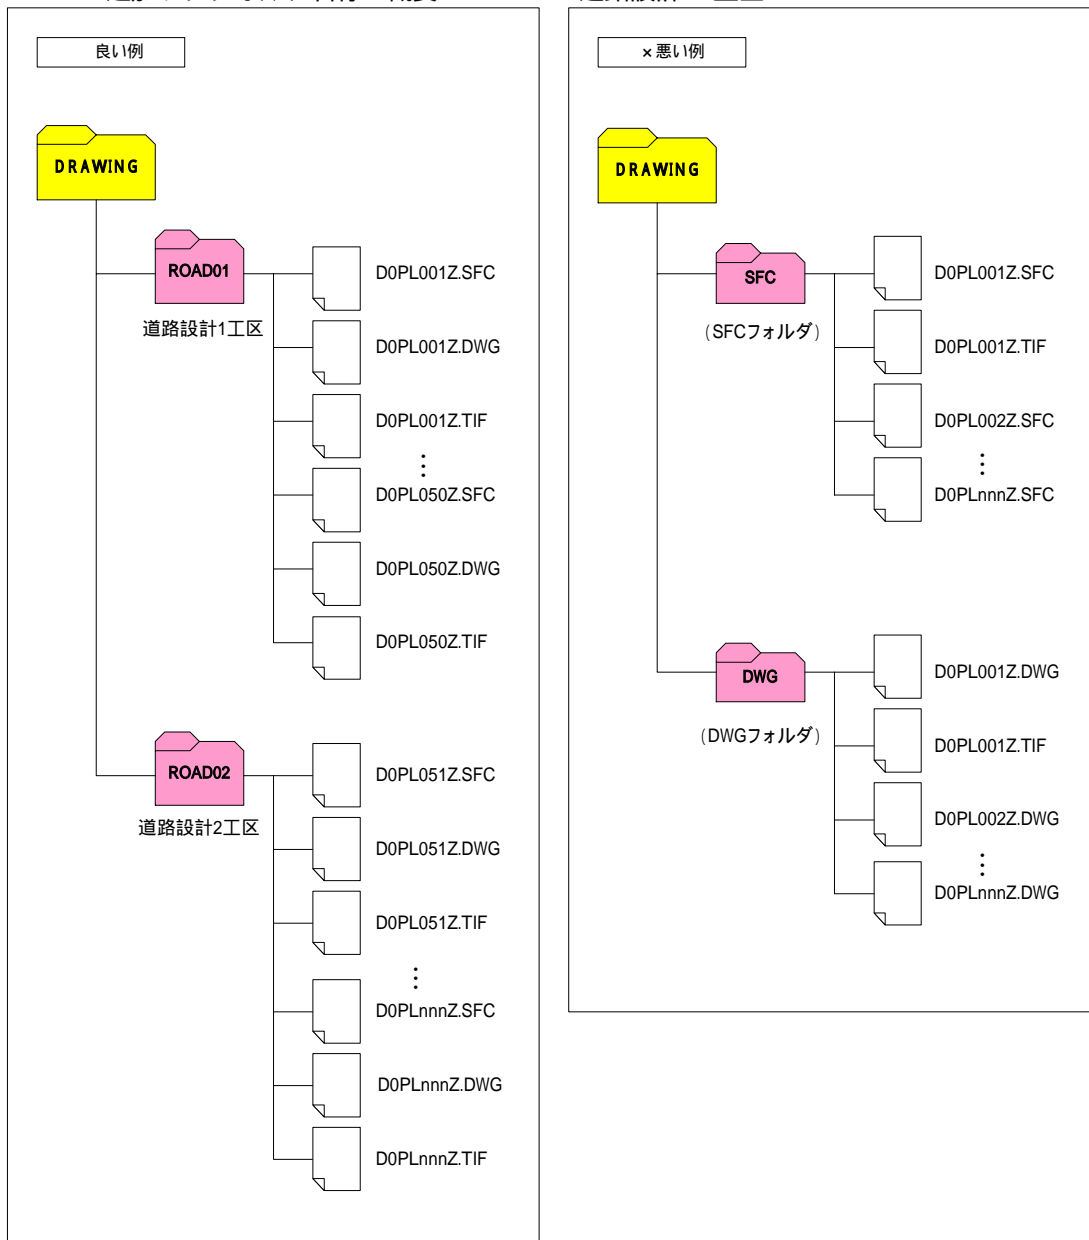 良い例
DRAWING
ROAD01
道路設計1工区
D0PL001Z.SFC
D0PL001Z.DWG
D0PL001Z.TIF
⋮
D0PL050Z.SFC
D0PL050Z.DWG
D0PL050Z.TIF
ROAD02
道路設計2工区
D0PL051Z.SFC
D0PL051Z.DWG
D0PL051Z.TIF
⋮
D0PLnnnZ.SFC
D0PLnnnZ.DWG
D0PLnnnZ.TIF
×悪い例
DRAWING
SFC
(SFCフォルダ)
D0PL001Z.SFC
D0PL001Z.TIF
D0PL002Z.SFC
⋮
D0PLnnnZ.SFC
DWG
(DWGフォルダ)
D0PL001Z.DWG
D0PL001Z.TIF
D0PL002Z.DWG
⋮
D0PLnnnZ.DWG